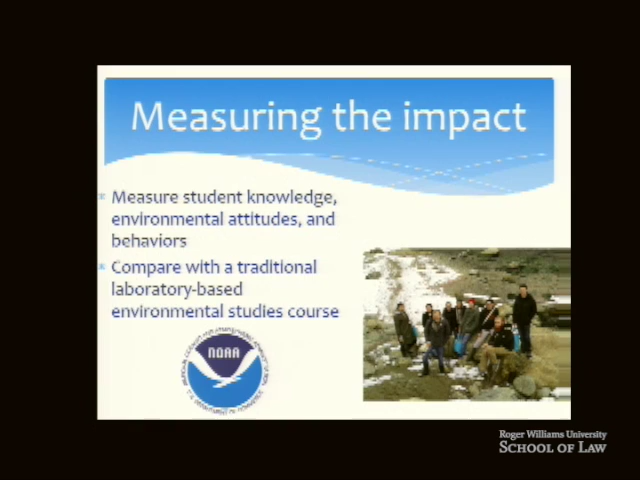 Measuring the impact
* Measure student knowledge,
environmental attitudes, and
behaviors
* Compare with a traditional
laboratory-based
environmental studies course
NOAA
Roger Williams University
SCHOOL OF LAW